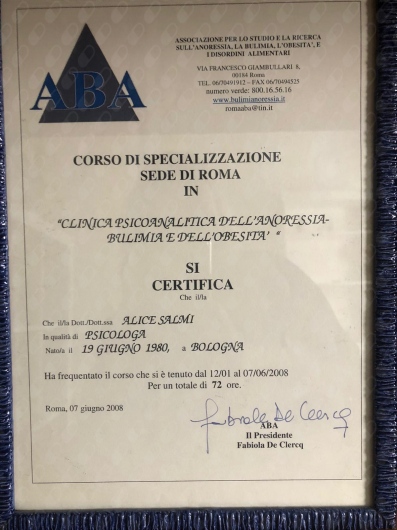 ABA
ASSOCIAZIONE PER LO STUDIO E LA RICERCA
SULL'ANORESSIA, LA BULIMIA, L'OBESITA', E
I DISORDINI ALIMENTARI
VIA FRANCESCO GIAMBULLARI 8,
00184 Roma
TEL. 06/70491912 – FAX 06/70494525
numero verde: 800.16.56.16
www.bulimianoressia.it
romaaba@tin.it
CORSO DI SPECIALIZZAZIONE
SEDE DI ROMA
IN
"CLINICA PSICOANALITICA DELL'ANORESSIA-
BULIMIA E DELL'OBESITA' "
SI
CERTIFICA
Che il/la
Che il/la Dott./Dott.ssa ALICE SALMI
In qualità di PSICOLOGA
Nato/a il 19 GIUGNO 1980, a BOLOGNA
Ha frequentato il corso che si è tenuto dal 12/01 al 07/06/2008
Per un totale di 72 ore.
Roma, 07 giugno 2008
Fabiola De Clercq
ABA
Il Presidente
Fabiola De Clercq